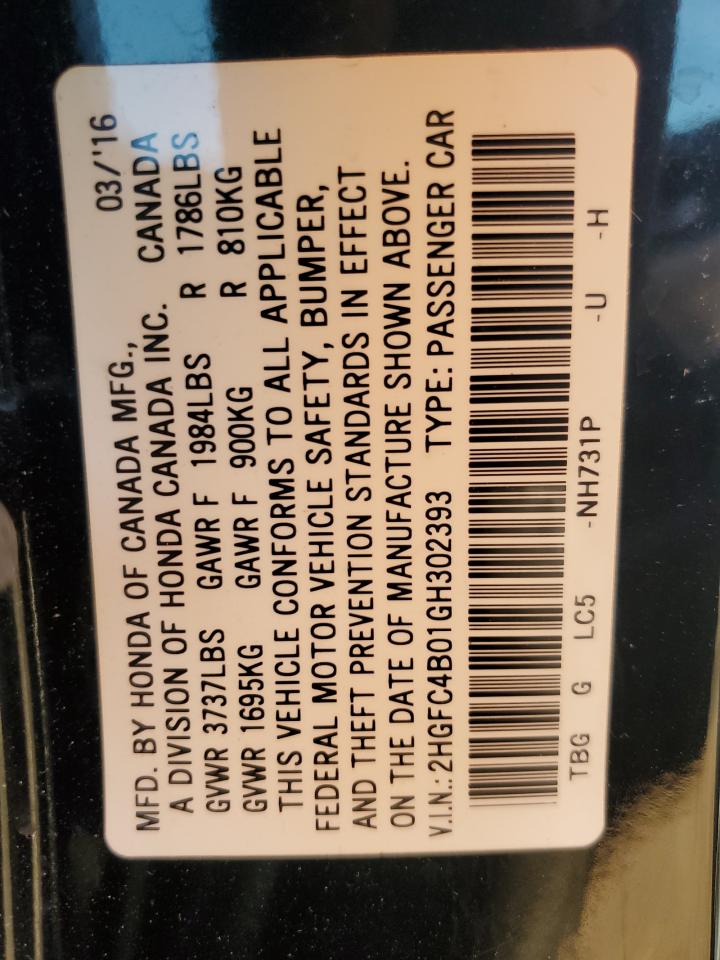 MFD. BY HONDA OF CANADA MFG., 03/'16
A DIVISION OF HONDA CANADA INC. CANADA
GVWR 3737LBS GAWR F 1984LBS R 1786LBS
GVWR 1695KG GAWR F 900KG R 810KG
THIS VEHICLE CONFORMS TO ALL APPLICABLE
FEDERAL MOTOR VEHICLE SAFETY, BUMPER,
AND THEFT PREVENTION STANDARDS IN EFFECT
ON THE DATE OF MANUFACTURE SHOWN ABOVE.
V.I.N.:2HGFC4B01GH302393 TYPE: PASSENGER CAR
TBG G LC5 -NH731P -U -H